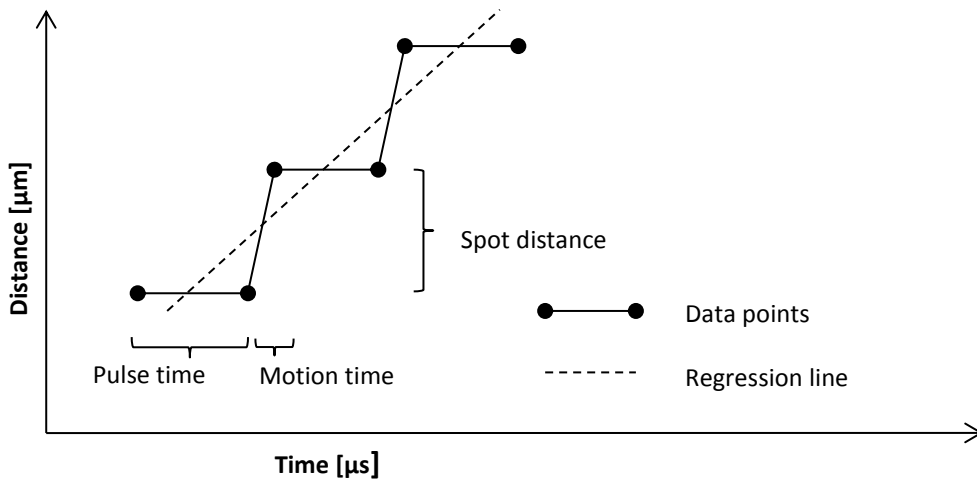 Distance [µm]
Spot distance
Data points
Pulse time
Motion time
Regression line
Time [µs]